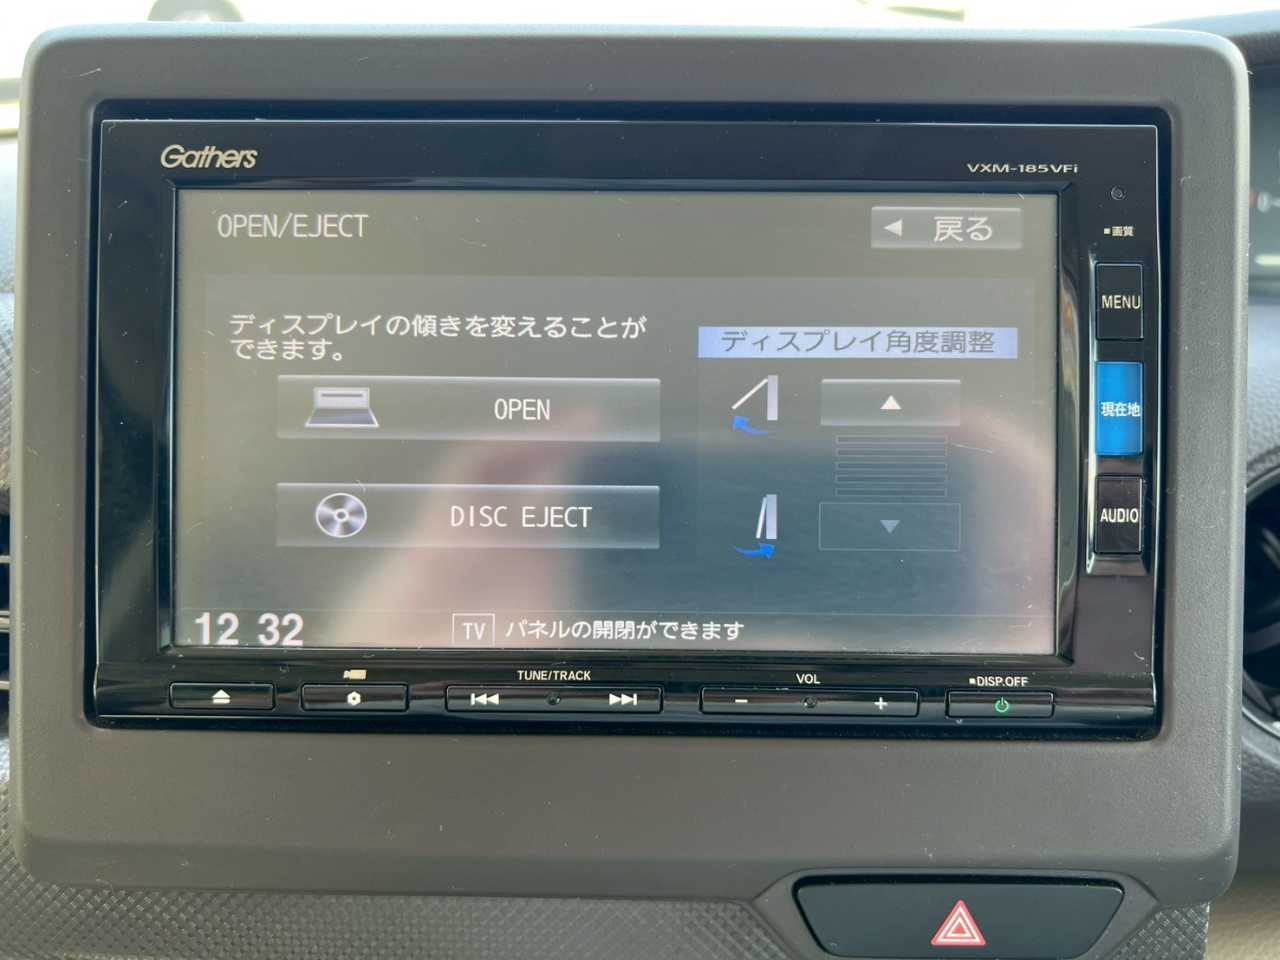 Gathers
VXM-185VFi
OPEN/EJECT
戻る
画質
MENU
ディスプレイの傾きを変えることが
できます。
ディスプレイ角度調整
OPEN
現在地
DISC EJECT
AUDIO
12 32
TV パネルの開閉ができます
TUNE/TRACK
VOL
DISP.OFF